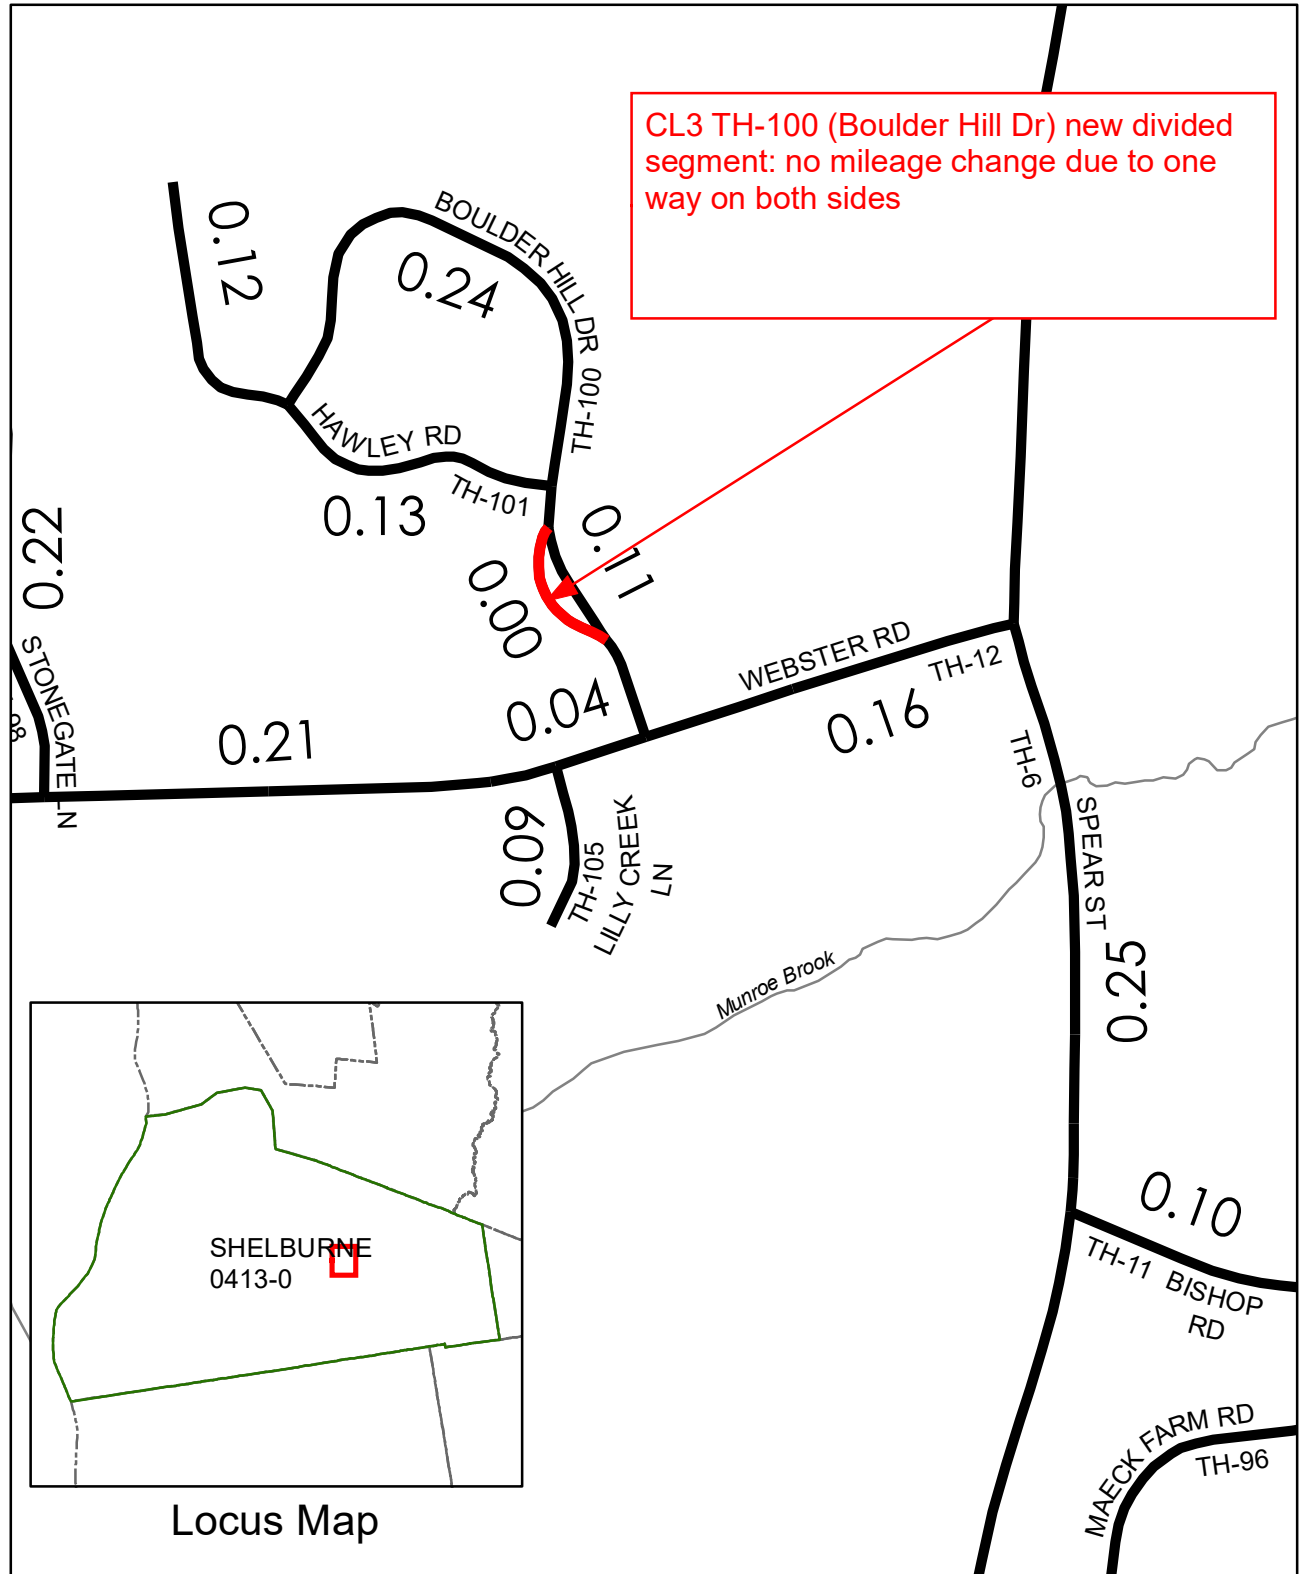 CL3 TH-100 (Boulder Hill Dr) new divided
segment: no mileage change due to one
way on both sides
0.12
BOULDER HILL DR
0.24
TH-100
HAWLEY RD
TH-101
0.13
0.11
0.22
0.00
STONEGATE LN
98
WEBSTER RD
TH-12
0.04
0.16
0.21
TH-6
SPEAR ST
0.09
TH-105
LILLY CREEK
LN
Munroe Brook
0.25
0.10
TH-11
BISHOP
RD
SHELBURNE
0413-0
MAECK FARM RD
TH-96
Locus Map